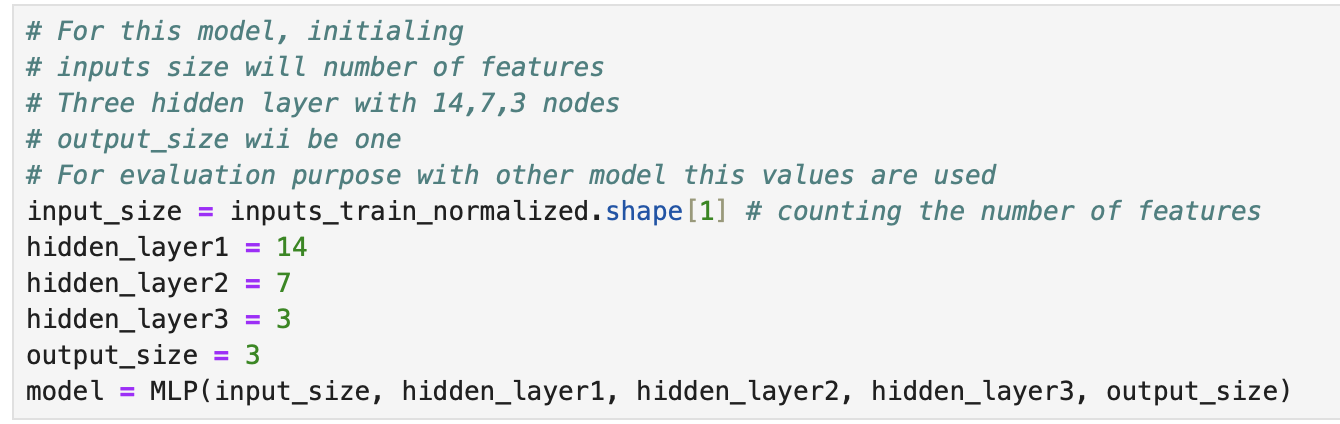 # For this model, initialing
# inputs size will number of features
# Three hidden layer with 14,7,3 nodes
# output_size wii be one
# For evaluation purpose with other model this values are used
input_size = inputs_train_normalized.shape[1] # counting the number of features
hidden_layer1 = 14
hidden_layer2 = 7
hidden_layer3 = 3
output_size = 3
model = MLP(input_size, hidden_layer1, hidden_layer2, hidden_layer3, output_size)